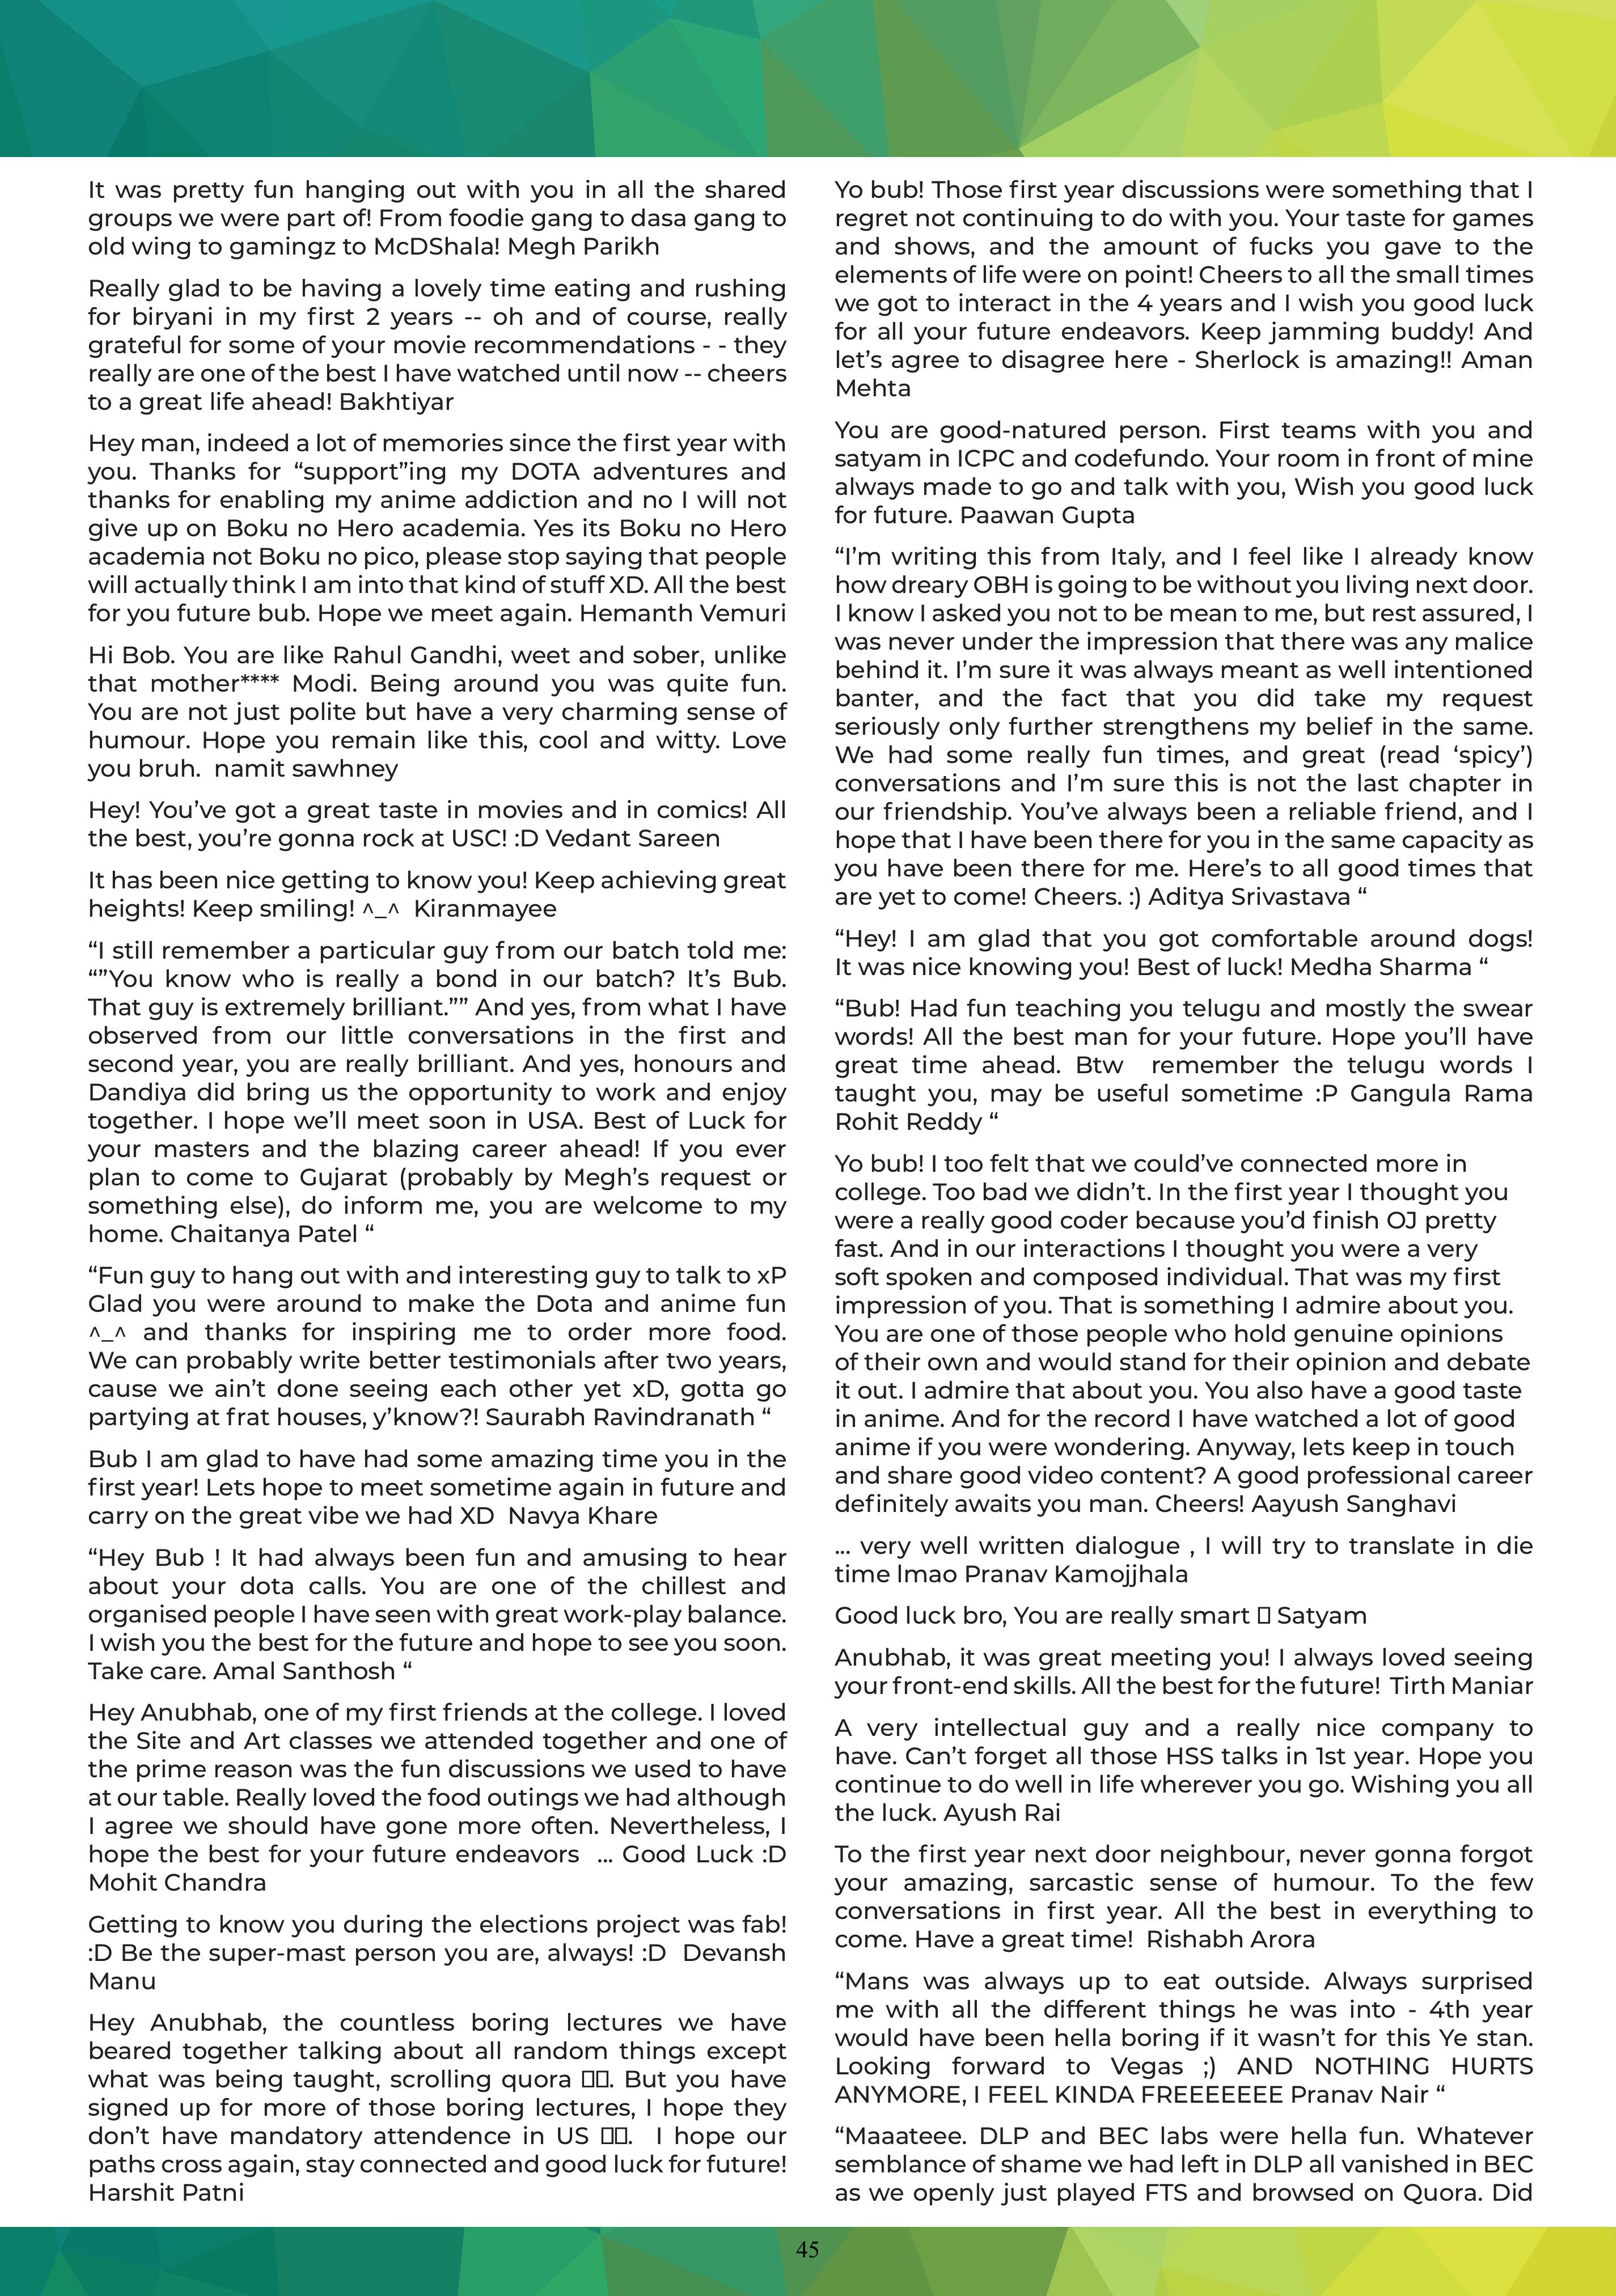 It was pretty fun hanging out with you in all the shared
groups we were part of! From foodie gang to dasa gang to
old wing to gamingz to McDShala! Megh Parikh
Really glad to be having a lovely time eating and rushing
for biryani in my first 2 years -- oh and of course, really
grateful for some of your movie recommendations - - they
really are one of the best I have watched until now -- cheers
to a great life ahead! Bakhtiyar
Hey man, indeed a lot of memories since the first year with
you. Thanks for “support”ing my DOTA adventures and
thanks for enabling my anime addiction and no I will not
give up on Boku no Hero academia. Yes its Boku no Hero
academia not Boku no pico, please stop saying that people
will actually think I am into that kind of stuff XD. All the best
for you future bub. Hope we meet again. Hemanth Vemuri
Hi Bob. You are like Rahul Gandhi, weet and sober, unlike
that mother**** Modi. Being around you was quite fun.
You are not just polite but have a very charming sense of
humour. Hope you remain like this, cool and witty. Love
you bruh.  namit sawhney
Hey! You’ve got a great taste in movies and in comics! All
the best, you’re gonna rock at USC! :D Vedant Sareen
It has been nice getting to know you! Keep achieving great
heights! Keep smiling! ^_^  Kiranmayee
“I still remember a particular guy from our batch told me:
“”You know who is really a bond in our batch? It’s Bub.
That guy is extremely brilliant.”” And yes, from what I have
observed from our little conversations in the first and
second year, you are really brilliant. And yes, honours and
Dandiya did bring us the opportunity to work and enjoy
together. I hope we’ll meet soon in USA. Best of Luck for
your masters and the blazing career ahead! If you ever
plan to come to Gujarat (probably by Megh’s request or
something else), do inform me, you are welcome to my
home. Chaitanya Patel “
“Fun guy to hang out with and interesting guy to talk to xP
Glad you were around to make the Dota and anime fun
^_^ and thanks for inspiring me to order more food.
We can probably write better testimonials after two years,
cause we ain’t done seeing each other yet xD, gotta go
partying at frat houses, y’know?! Saurabh Ravindranath “
Bub I am glad to have had some amazing time you in the
first year! Lets hope to meet sometime again in future and
carry on the great vibe we had XD  Navya Khare
“Hey Bub ! It had always been fun and amusing to hear
about your dota calls. You are one of the chillest and
organised people I have seen with great work-play balance.
I wish you the best for the future and hope to see you soon.
Take care. Amal Santhosh “
Hey Anubhab, one of my first friends at the college. I loved
the Site and Art classes we attended together and one of
the prime reason was the fun discussions we used to have
at our table. Really loved the food outings we had although
I agree we should have gone more often. Nevertheless, I
hope the best for your future endeavors  ... Good Luck :D
Mohit Chandra
Getting to know you during the elections project was fab!
:D Be the super-mast person you are, always! :D  Devansh
Manu
Hey Anubhab, the countless boring lectures we have
beared together talking about all random things except
what was being taught, scrolling quora □□. But you have
signed up for more of those boring lectures, I hope they
don’t have mandatory attendence in US □□.  I hope our
paths cross again, stay connected and good luck for future!
Harshit Patni
Yo bub! Those first year discussions were something that I
regret not continuing to do with you. Your taste for games
and shows, and the amount of fucks you gave to the
elements of life were on point! Cheers to all the small times
we got to interact in the 4 years and I wish you good luck
for all your future endeavors. Keep jamming buddy! And
let’s agree to disagree here - Sherlock is amazing!! Aman
Mehta
You are good-natured person. First teams with you and
satyam in ICPC and codefundo. Your room in front of mine
always made to go and talk with you, Wish you good luck
for future. Paawan Gupta
“I’m writing this from Italy, and I feel like I already know
how dreary OBH is going to be without you living next door.
I know I asked you not to be mean to me, but rest assured, I
was never under the impression that there was any malice
behind it. I’m sure it was always meant as well intentioned
banter, and the fact that you did take my request
seriously only further strengthens my belief in the same.
We had some really fun times, and great (read ‘spicy’)
conversations and I’m sure this is not the last chapter in
our friendship. You’ve always been a reliable friend, and I
hope that I have been there for you in the same capacity as
you have been there for me. Here’s to all good times that
are yet to come! Cheers. :) Aditya Srivastava “
“Hey! I am glad that you got comfortable around dogs!
It was nice knowing you! Best of luck! Medha Sharma “
“Bub! Had fun teaching you telugu and mostly the swear
words! All the best man for your future. Hope you’ll have
great time ahead. Btw  remember the telugu words I
taught you, may be useful sometime :P Gangula Rama
Rohit Reddy “
Yo bub! I too felt that we could’ve connected more in
college. Too bad we didn’t. In the first year I thought you
were a really good coder because you’d finish OJ pretty
fast. And in our interactions I thought you were a very
soft spoken and composed individual. That was my first
impression of you. That is something I admire about you.
You are one of those people who hold genuine opinions
of their own and would stand for their opinion and debate
it out. I admire that about you. You also have a good taste
in anime. And for the record I have watched a lot of good
anime if you were wondering. Anyway, lets keep in touch
and share good video content? A good professional career
definitely awaits you man. Cheers! Aayush Sanghavi
... very well written dialogue , I will try to translate in die
time lmao Pranav Kamojjhala
Good luck bro, You are really smart □ Satyam
Anubhab, it was great meeting you! I always loved seeing
your front-end skills. All the best for the future!  Tirth Maniar
A very intellectual guy and a really nice company to
have. Can’t forget all those HSS talks in 1st year. Hope you
continue to do well in life wherever you go. Wishing you all
the luck. Ayush Rai
To the first year next door neighbour, never gonna forgot
your amazing, sarcastic sense of humour. To the few
conversations in first year. All the best in everything to
come. Have a great time!  Rishabh Arora
“Mans was always up to eat outside. Always surprised
me with all the different things he was into - 4th year
would have been hella boring if it wasn’t for this Ye stan.
Looking forward to Vegas ;) AND NOTHING HURTS
ANYMORE, I FEEL KINDA FREEEEEEE Pranav Nair “
“Maaateee. DLP and BEC labs were hella fun. Whatever
semblance of shame we had left in DLP all vanished in BEC
as we openly just played FTS and browsed on Quora. Did
45